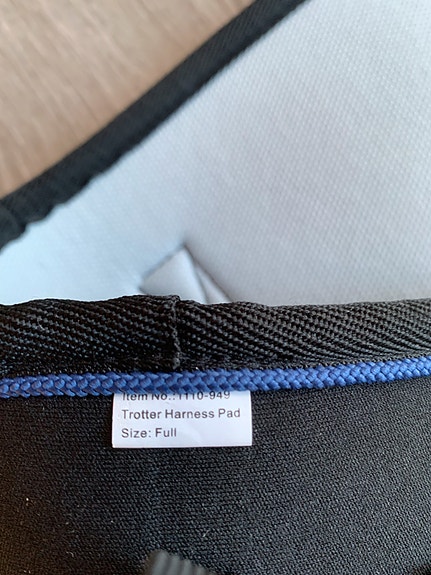 Item No.:1110-949
Trotter Harness Pad
Size: Full